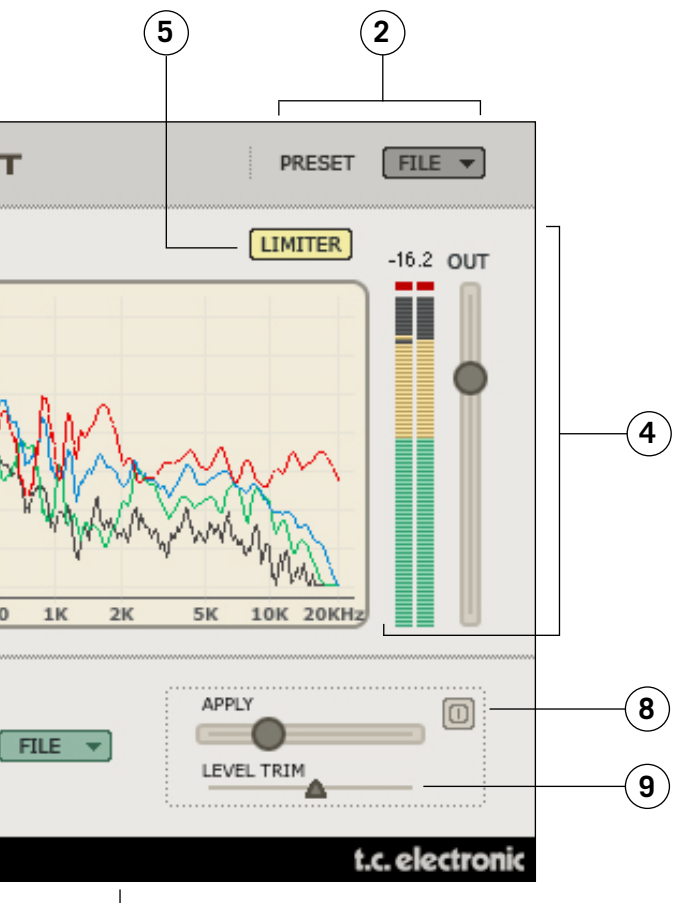 5
2
T
PRESET
FILE
LIMITER
-16.2 OUT
4
0 1K 2K 5K 10K 20KHz
APPLY
8
FILE
LEVEL TRIM
9
t.c. electronic